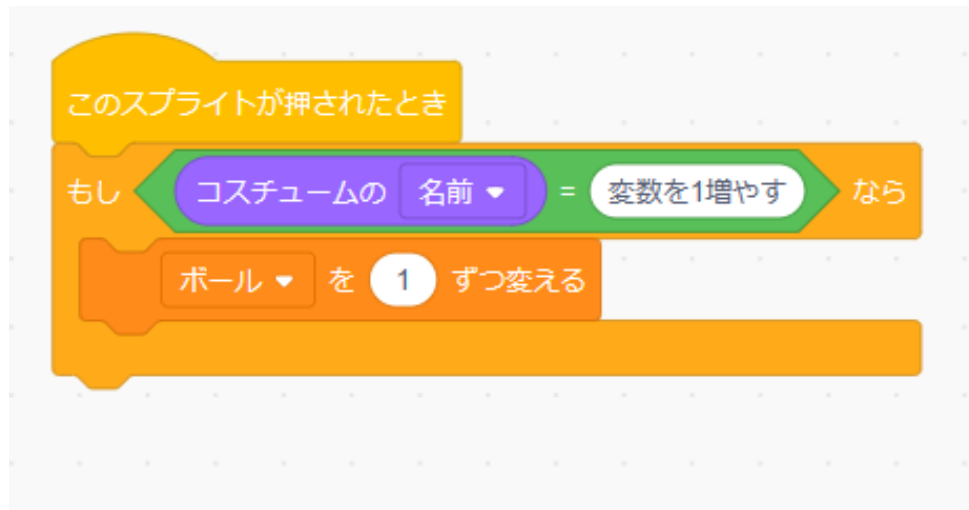 このスプライトが押されたとき
もし コスチュームの 名前 = 変数を1増やす なら
ボール を 1 ずつ変える